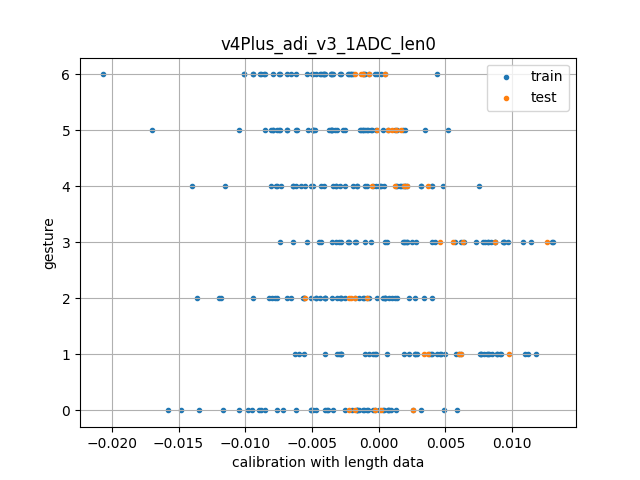 v4Plus_adi_v3_1ADC_len0
train
test
gesture
6
5
4
3
2
1
0
−0.020 −0.015 −0.010 −0.005 0.000 0.005 0.010
calibration with length data